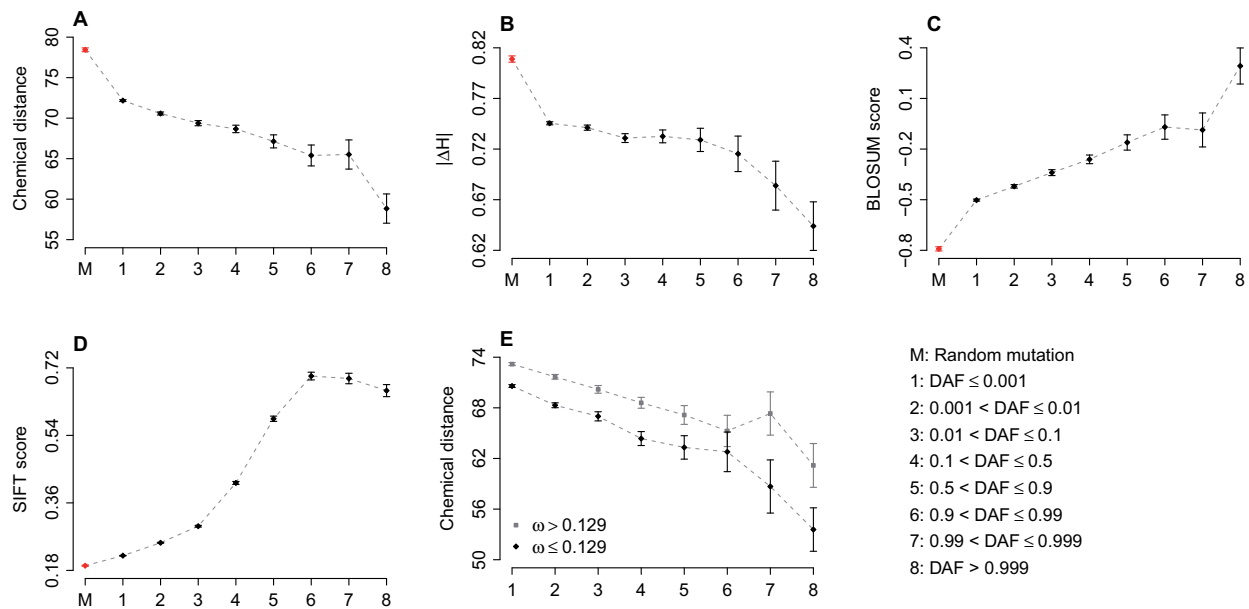 A
Chemical distance
80
75
70
65
60
55
M 1 2 3 4 5 6 7 8
B
|ΔH|
0.82
0.77
0.72
0.67
0.62
M 1 2 3 4 5 6 7 8
C
BLOSUM score
0.4
0.1
−0.2
−0.5
−0.8
M 1 2 3 4 5 6 7 8
D
SIFT score
0.72
0.54
0.36
0.18
M 1 2 3 4 5 6 7 8
E
Chemical distance
74
68
62
56
50
ω > 0.129
ω ≤ 0.129
1 2 3 4 5 6 7 8
M: Random mutation
1: DAF ≤ 0.001
2: 0.001 < DAF ≤ 0.01
3: 0.01 < DAF ≤ 0.1
4: 0.1 < DAF ≤ 0.5
5: 0.5 < DAF ≤ 0.9
6: 0.9 < DAF ≤ 0.99
7: 0.99 < DAF ≤ 0.999
8: DAF > 0.999